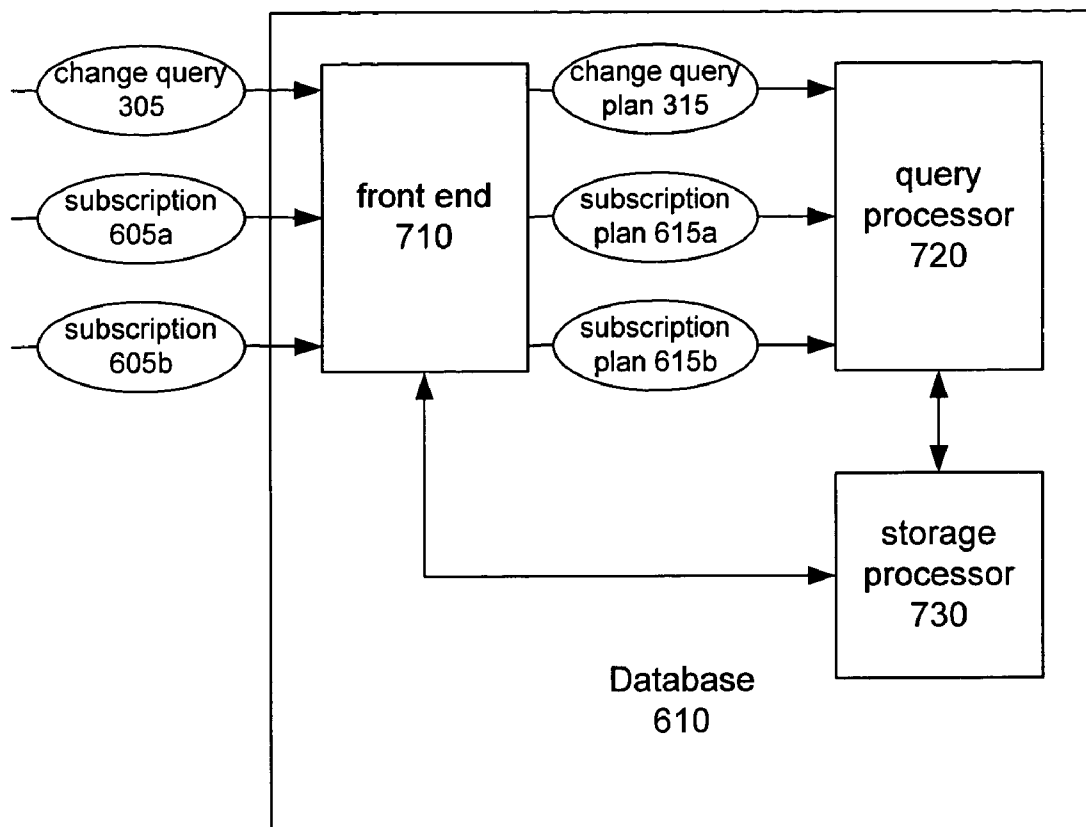 change query
305
subscription
605a
subscription
605b
front end
710
change query
plan 315
subscription
plan 615a
subscription
plan 615b
query
processor
720
storage
processor
730
Database
610